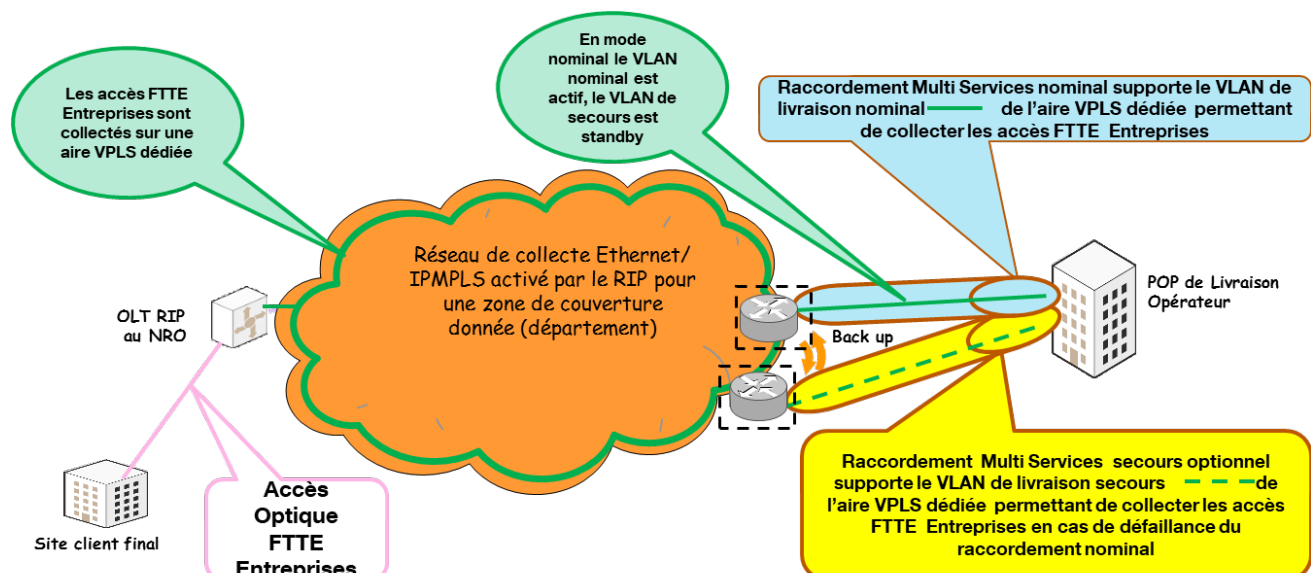 Les accès FTTE
Entreprises sont
collectés sur une
aire VPLS dédiée
En mode
nominal le VLAN
nominal est
actif, le VLAN de
secours est
standby
Raccordement Multi Services nominal supporte le VLAN de
livraison nominal de l'aire VPLS dédiée permettant
de collecter les accès FTTE Entreprises
Réseau de collecte Ethernet/
IPMPLS activé par le RIP pour
une zone de couverture
donnée (département)
POP de Livraison
Opérateur
OLT RIP
au NRO
Back up
Raccordement Multi Services secours optionnel
supporte le VLAN de livraison secours de
l'aire VPLS dédiée permettant de collecter les accès
FTTE Entreprises en cas de défaillance du
raccordement nominal
Accès
Optique
FTTE
Entreprises
Site client final